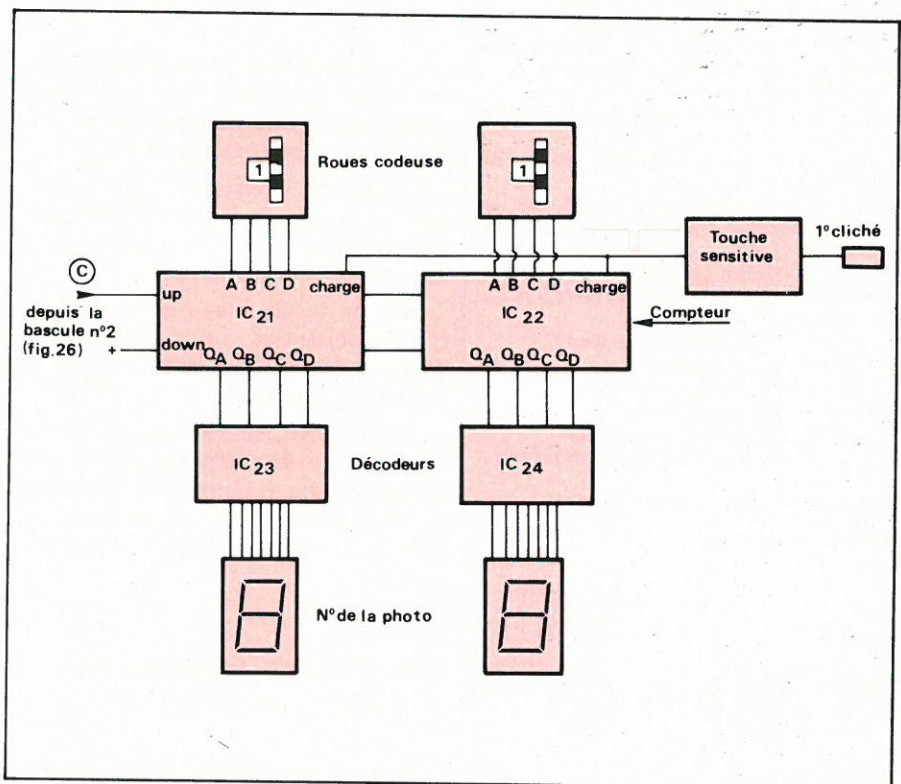 1
Roues codeuse
1
Touche
sensitive
1° cliché
C
depuis la
bascule n°2
(fig.26)
+
up
down
A B C D charge
IC 21
QA QB QC QD
A B C D charge
IC 22
QA QB QC QD
Compteur
IC 23
Décodeurs
IC 24
8
N° de la photo
8